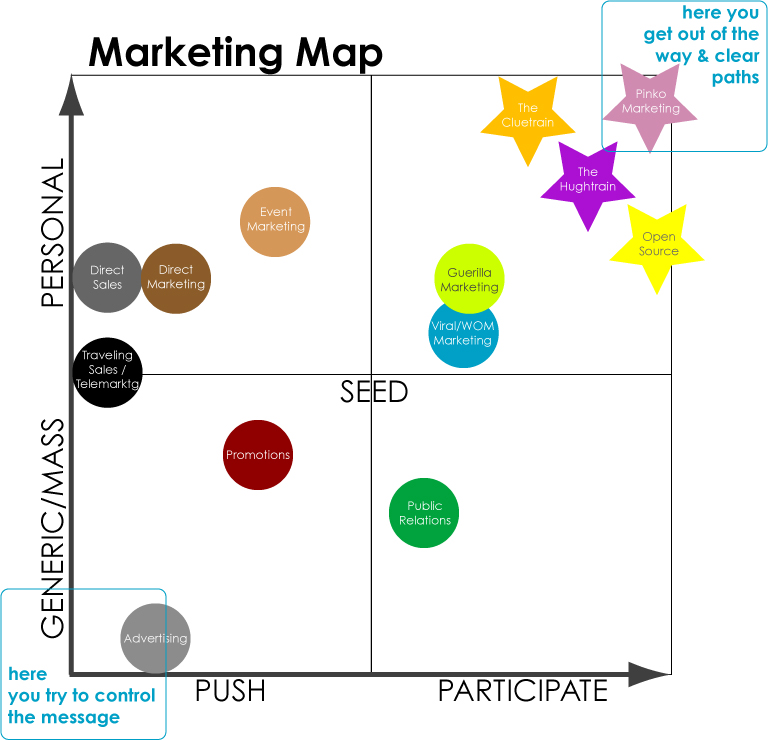 Marketing Map
here you
get out of the
way & clear
paths
The
Cluetrain
Pinko
Marketing
The
Hughtrain
Open
Source
PERSONAL
Event
Marketing
Direct
Sales
Direct
Marketing
Guerilla
Marketing
Viral/WOM
Marketing
Traveling
Sales /
Telemarktg
SEED
GENERIC/MASS
Promotions
Public
Relations
Advertising
here
you try to control
the message
PUSH
PARTICIPATE